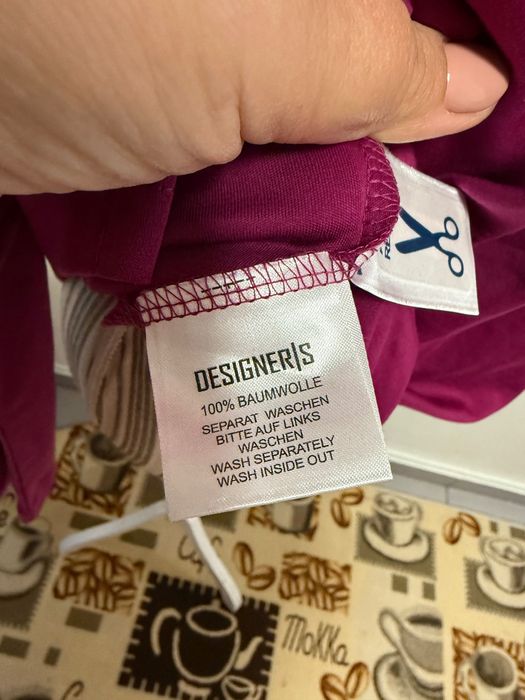 DESIGNER|S
100% BAUMWOLLE
SEPARAT WASCHEN
BITTE AUF LINKS
WASCHEN
WASH SEPARATELY
WASH INSIDE OUT
Mokka